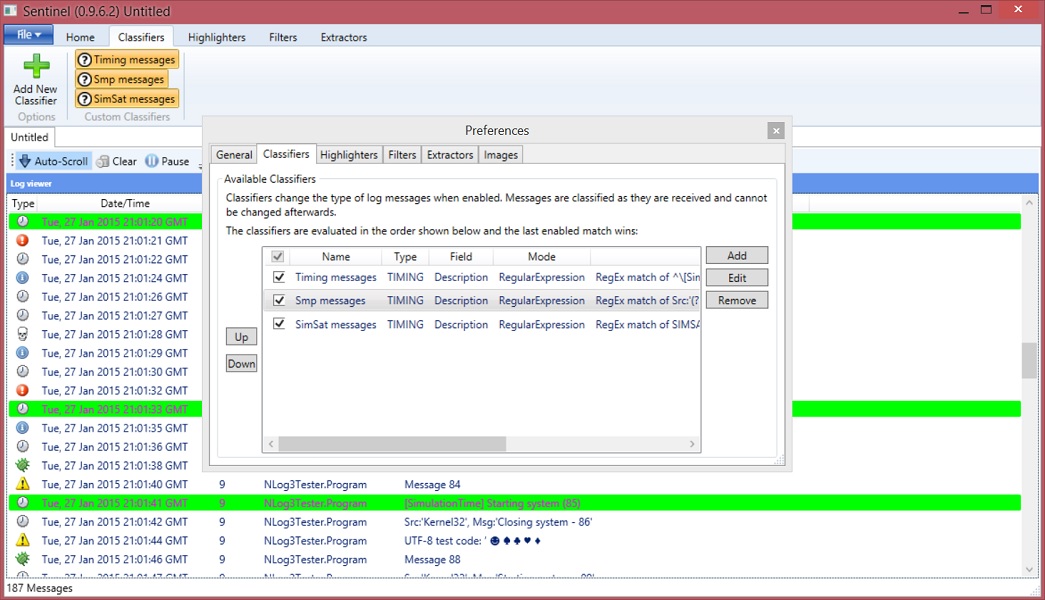 Sentinel (0.9.6.2) Untitled
File Home Classifiers Highlighters Filters Extractors
Add New Classifier
Timing messages
Smp messages
SimSat messages
Options Custom Classifiers
Untitled
Auto-Scroll Clear Pause
Log viewer
Type Date/Time
Tue, 27 Jan 2015 21:01:20 GMT
Tue, 27 Jan 2015 21:01:21 GMT
Tue, 27 Jan 2015 21:01:22 GMT
Tue, 27 Jan 2015 21:01:24 GMT
Tue, 27 Jan 2015 21:01:26 GMT
Tue, 27 Jan 2015 21:01:27 GMT
Tue, 27 Jan 2015 21:01:28 GMT
Tue, 27 Jan 2015 21:01:29 GMT
Tue, 27 Jan 2015 21:01:30 GMT
Tue, 27 Jan 2015 21:01:32 GMT
Tue, 27 Jan 2015 21:01:33 GMT
Tue, 27 Jan 2015 21:01:35 GMT
Tue, 27 Jan 2015 21:01:36 GMT
Tue, 27 Jan 2015 21:01:38 GMT
Tue, 27 Jan 2015 21:01:40 GMT 9 NLog3Tester.Program Message 84
Tue, 27 Jan 2015 21:01:41 GMT 9 NLog3Tester.Program [SimulationTime] Starting system (85)
Tue, 27 Jan 2015 21:01:42 GMT 9 NLog3Tester.Program Src:'Kernel32', Msg:'Closing system - 86'
Tue, 27 Jan 2015 21:01:44 GMT 9 NLog3Tester.Program UTF-8 test code: ' ☻♠♣♥♦
Tue, 27 Jan 2015 21:01:46 GMT 9 NLog3Tester.Program Message 88
187 Messages
Preferences
General Classifiers Highlighters Filters Extractors Images
Available Classifiers
Classifiers change the type of log messages when enabled. Messages are classified as they are received and cannot
be changed afterwards.
The classifiers are evaluated in the order shown below and the last enabled match wins:
Name Type Field Mode
Timing messages TIMING Description RegularExpression RegEx match of ^\[Sin
Smp messages TIMING Description RegularExpression RegEx match of Src:'(?
SimSat messages TIMING Description RegularExpression RegEx match of SIMSA
Add
Edit
Remove
Up
Down